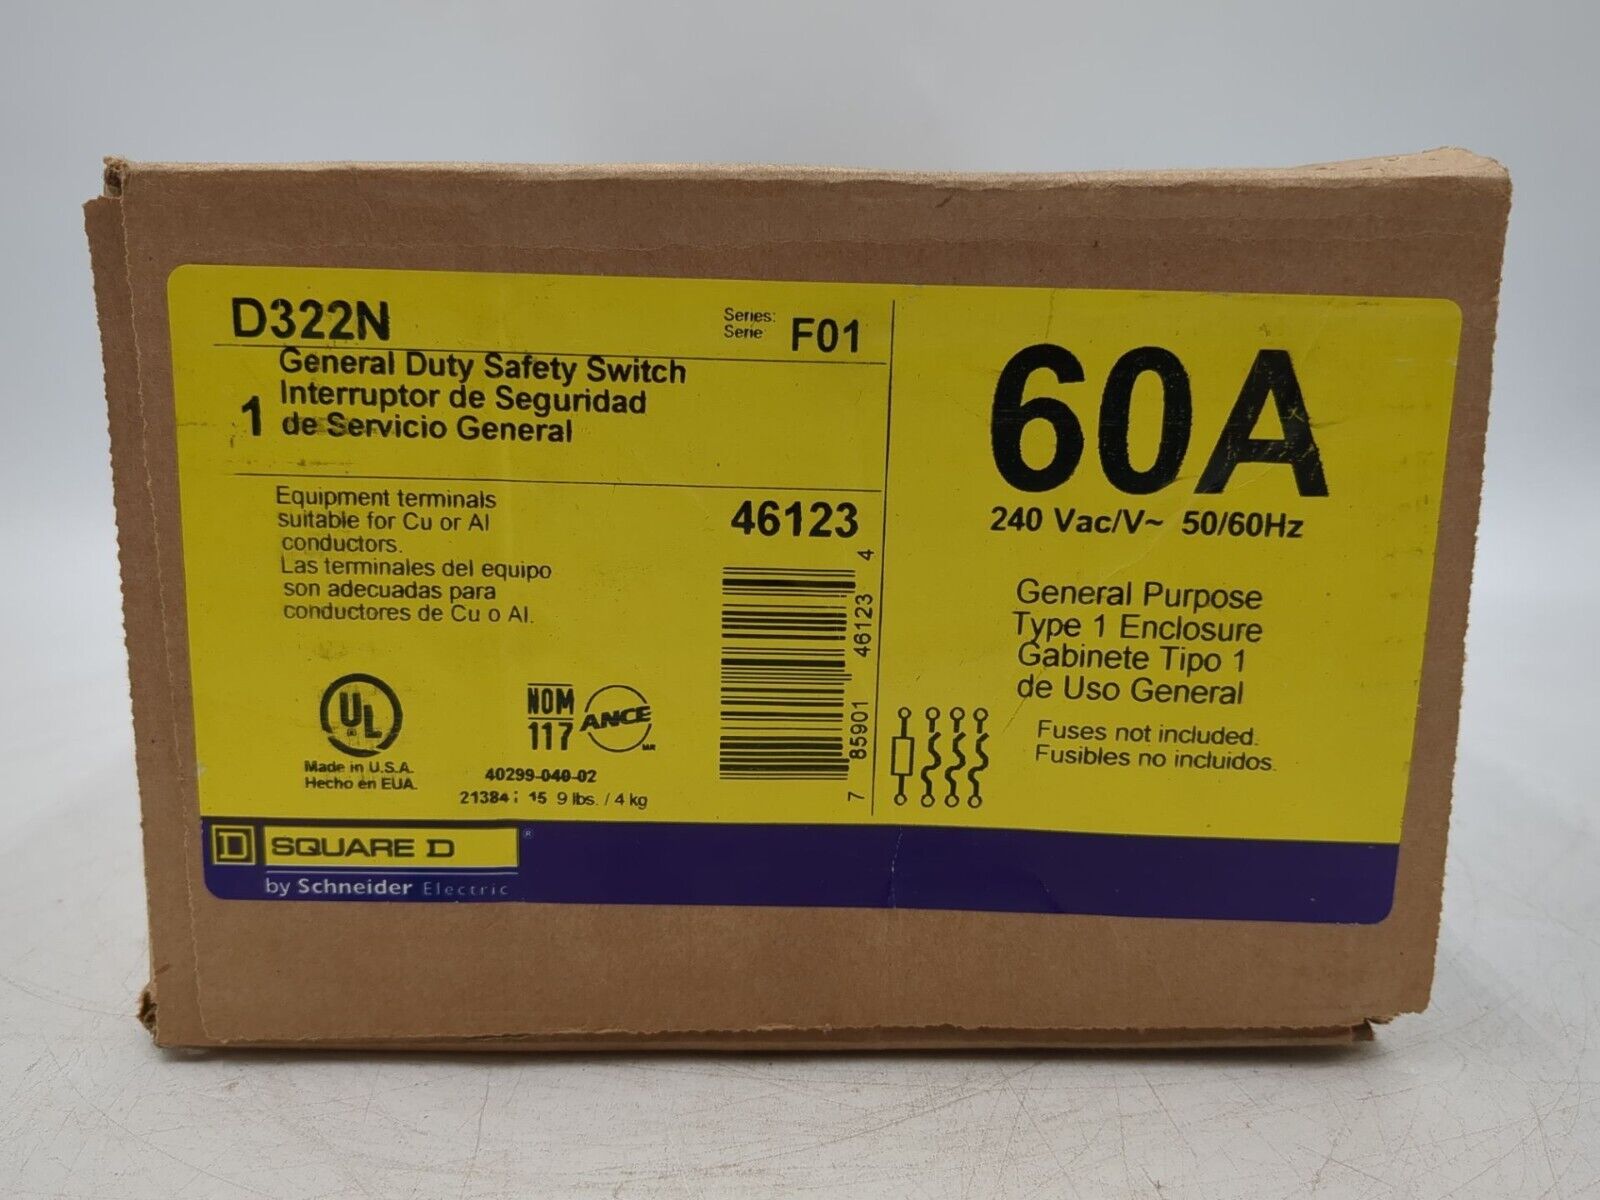 D322N
Series:
Serie
F01
1
General Duty Safety Switch
Interruptor de Seguridad
de Servicio General
Equipment terminals
suitable for Cu or Al
conductors.
Las terminales del equipo
son adecuadas para
conductores de Cu o Al.
46123
7 85901 46123 4
UL
Made in U.S.A.
Hecho en EUA.
NOM
117
ANCE
MR
40299-040-02
15 9 lbs. / 4 kg
60A
240 Vac/V~ 50/60Hz
General Purpose
Type 1 Enclosure
Gabinete Tipo 1
de Uso General
Fuses not included.
Fusibles no incluidos.
D SQUARE D ®
by Schneider Electric